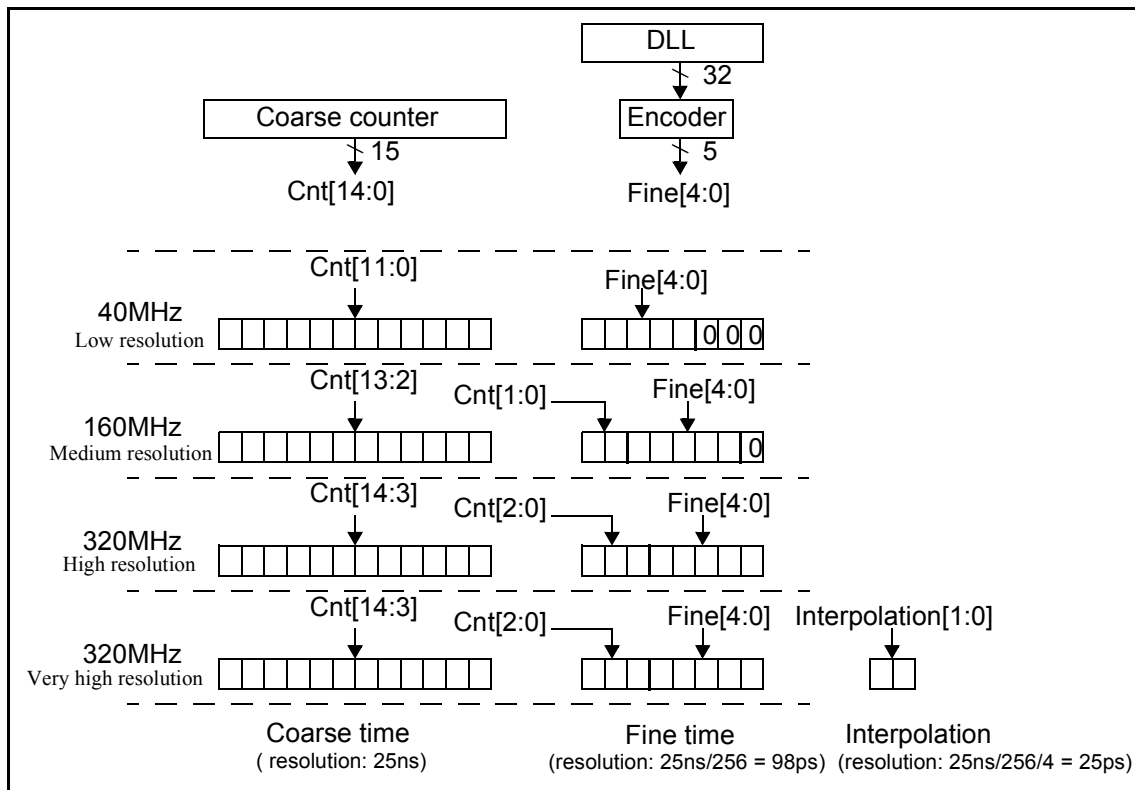 DLL
32
Coarse counter
Encoder
15
5
Cnt[14:0]
Fine[4:0]
Cnt[11:0]
Fine[4:0]
40MHz
Low resolution
0 0 0
Cnt[13:2]
Cnt[1:0]
Fine[4:0]
160MHz
Medium resolution
0
Cnt[14:3]
Cnt[2:0]
Fine[4:0]
320MHz
High resolution
Cnt[14:3]
Cnt[2:0]
Fine[4:0]
Interpolation[1:0]
320MHz
Very high resolution
Coarse time
( resolution: 25ns)
Fine time
(resolution: 25ns/256 = 98ps)
Interpolation
(resolution: 25ns/256/4 = 25ps)